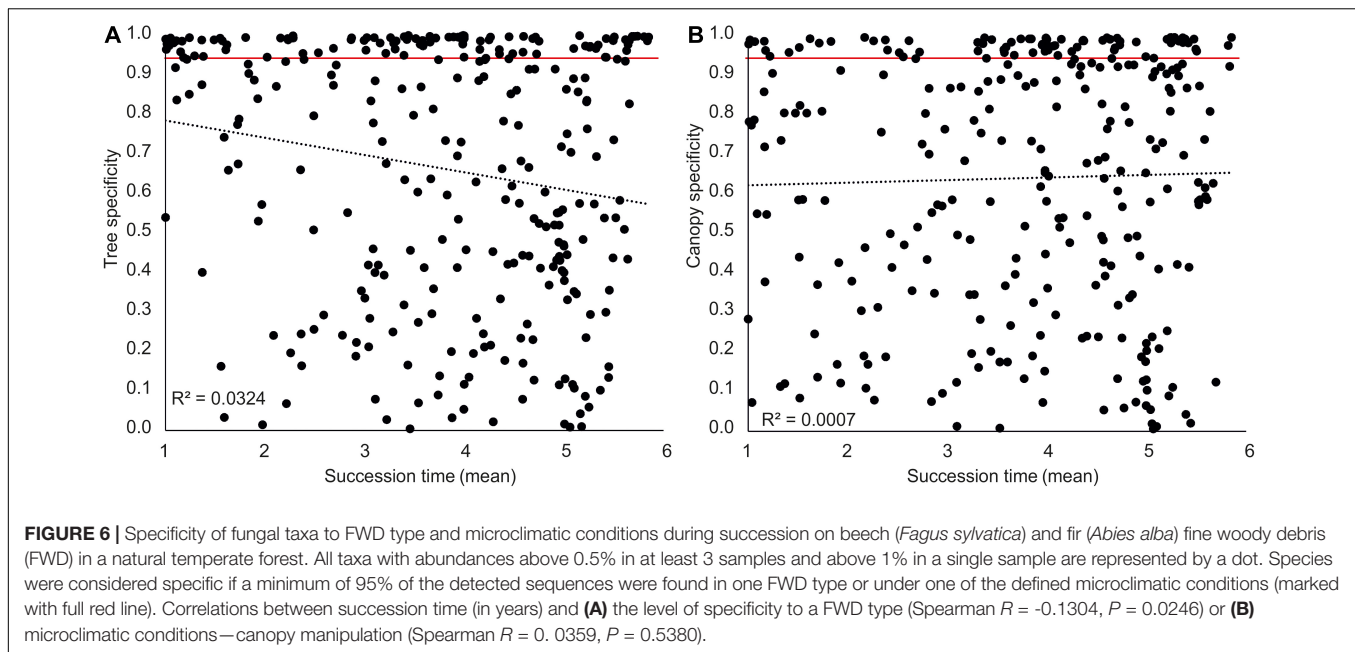 A
1.0
0.9
0.8
0.7
0.6
0.5
0.4
0.3
0.2
0.1
0.0
Tree specificity
R² = 0.0324
1 2 3 4 5 6
Succession time (mean)
B
1.0
0.9
0.8
0.7
0.6
0.5
0.4
0.3
0.2
0.1
0.0
Canopy specificity
R² = 0.0007
1 2 3 4 5 6
Succession time (mean)
FIGURE 6 | Specificity of fungal taxa to FWD type and microclimatic conditions during succession on beech (Fagus sylvatica) and fir (Abies alba) fine woody debris
(FWD) in a natural temperate forest. All taxa with abundances above 0.5% in at least 3 samples and above 1% in a single sample are represented by a dot. Species
were considered specific if a minimum of 95% of the detected sequences were found in one FWD type or under one of the defined microclimatic conditions (marked
with full red line). Correlations between succession time (in years) and (A) the level of specificity to a FWD type (Spearman R = -0.1304, P = 0.0246) or (B)
microclimatic conditions—canopy manipulation (Spearman R = 0. 0359, P = 0.5380).